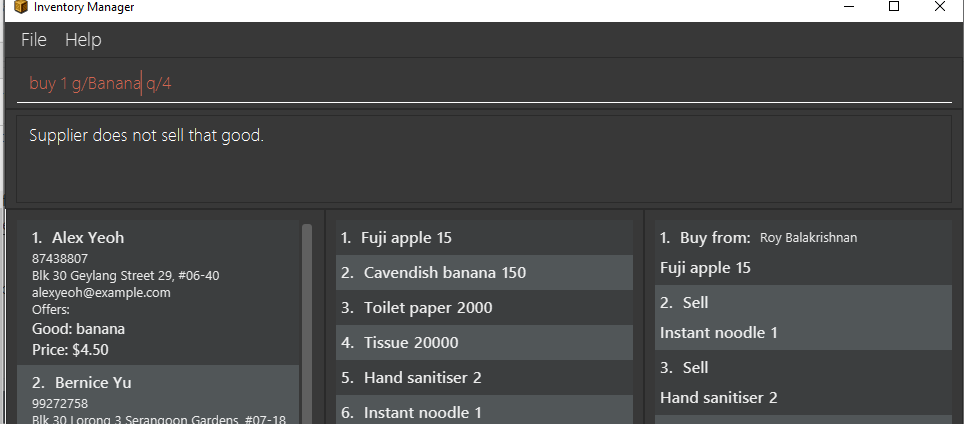 Inventory Manager
File Help
buy 1 g/Banana q/4
Supplier does not sell that good.
1. Alex Yeoh
87438807
Blk 30 Geylang Street 29, #06-40
alexyeoh@example.com
Offers:
Good: banana
Price: $4.50
2. Bernice Yu
99272758
Blk 30 Lorong 3 Serangoon Gardens, #07-18
1. Fuji apple 15
2. Cavendish banana 150
3. Toilet paper 2000
4. Tissue 20000
5. Hand sanitiser 2
6. Instant noodle 1
1. Buy from: Roy Balakrishnan
Fuji apple 15
2. Sell
Instant noodle 1
3. Sell
Hand sanitiser 2